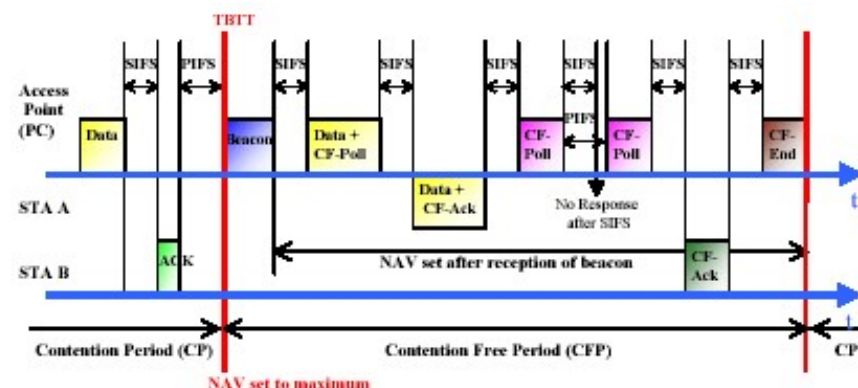 TBTT
SIFS
PIFS
SIFS
SIFS
SIFS
SIFS
SIFS
SIFS
PIFS
Access
Point
(PC)
Data
Beacon
Data +
CF-Poll
CF-
Poll
CF-
Poll
CF-
End
t
STA A
Data +
CF-Ack
No Response
after SIFS
STA B
ACK
NAV set after reception of beacon
CF-
Ack
t
Contention Period (CP)
Contention Free Period (CFP)
CP
NAV set to maximum